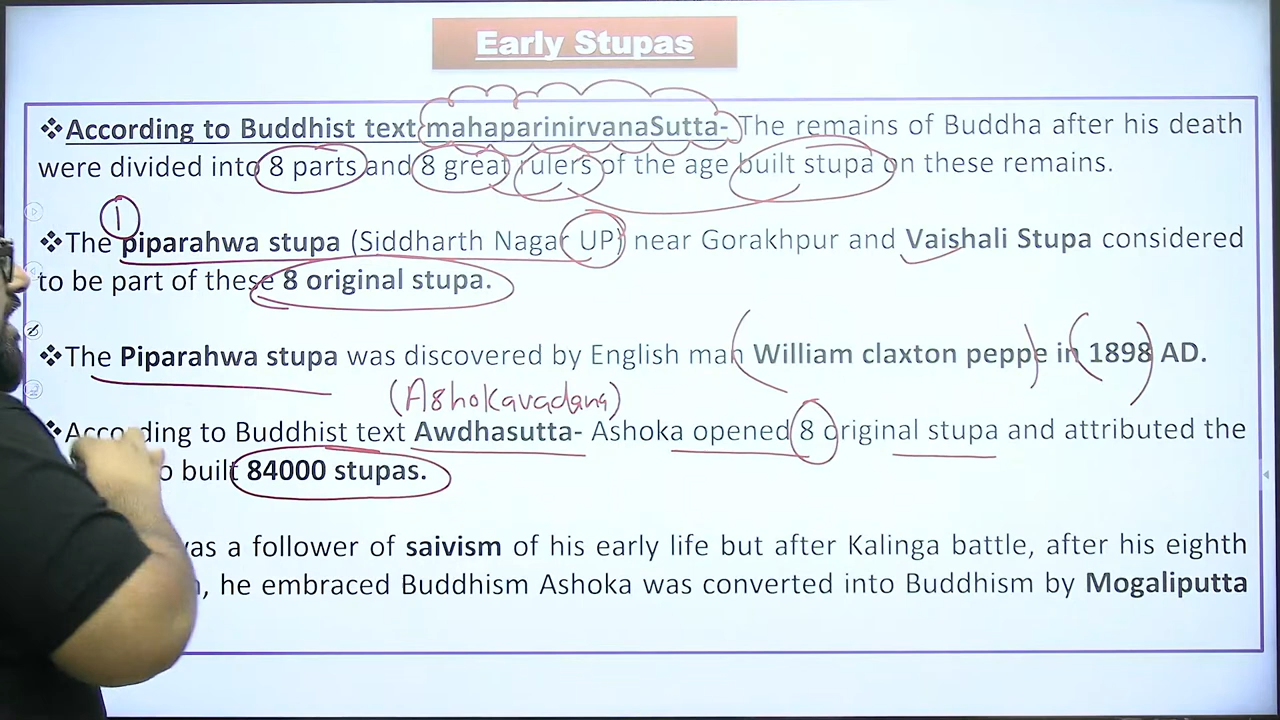 Early Stupas
❖According to Buddhist text mahaparinirvanaSutta- The remains of Buddha after his death
were divided into 8 parts and 8 great rulers of the age built stupa on these remains.
1
❖The piparahwa stupa (Siddharth Nagar UP) near Gorakhpur and Vaishali Stupa considered
to be part of these 8 original stupa.
❖The Piparahwa stupa was discovered by English man William claxton peppe in 1898 AD.
(Ashokavadana)
❖According to Buddhist text Awdhasutta- Ashoka opened 8 original stupa and attributed the
built 84000 stupas.
was a follower of saivism of his early life but after Kalinga battle, after his eighth
, he embraced Buddhism Ashoka was converted into Buddhism by Mogaliputta